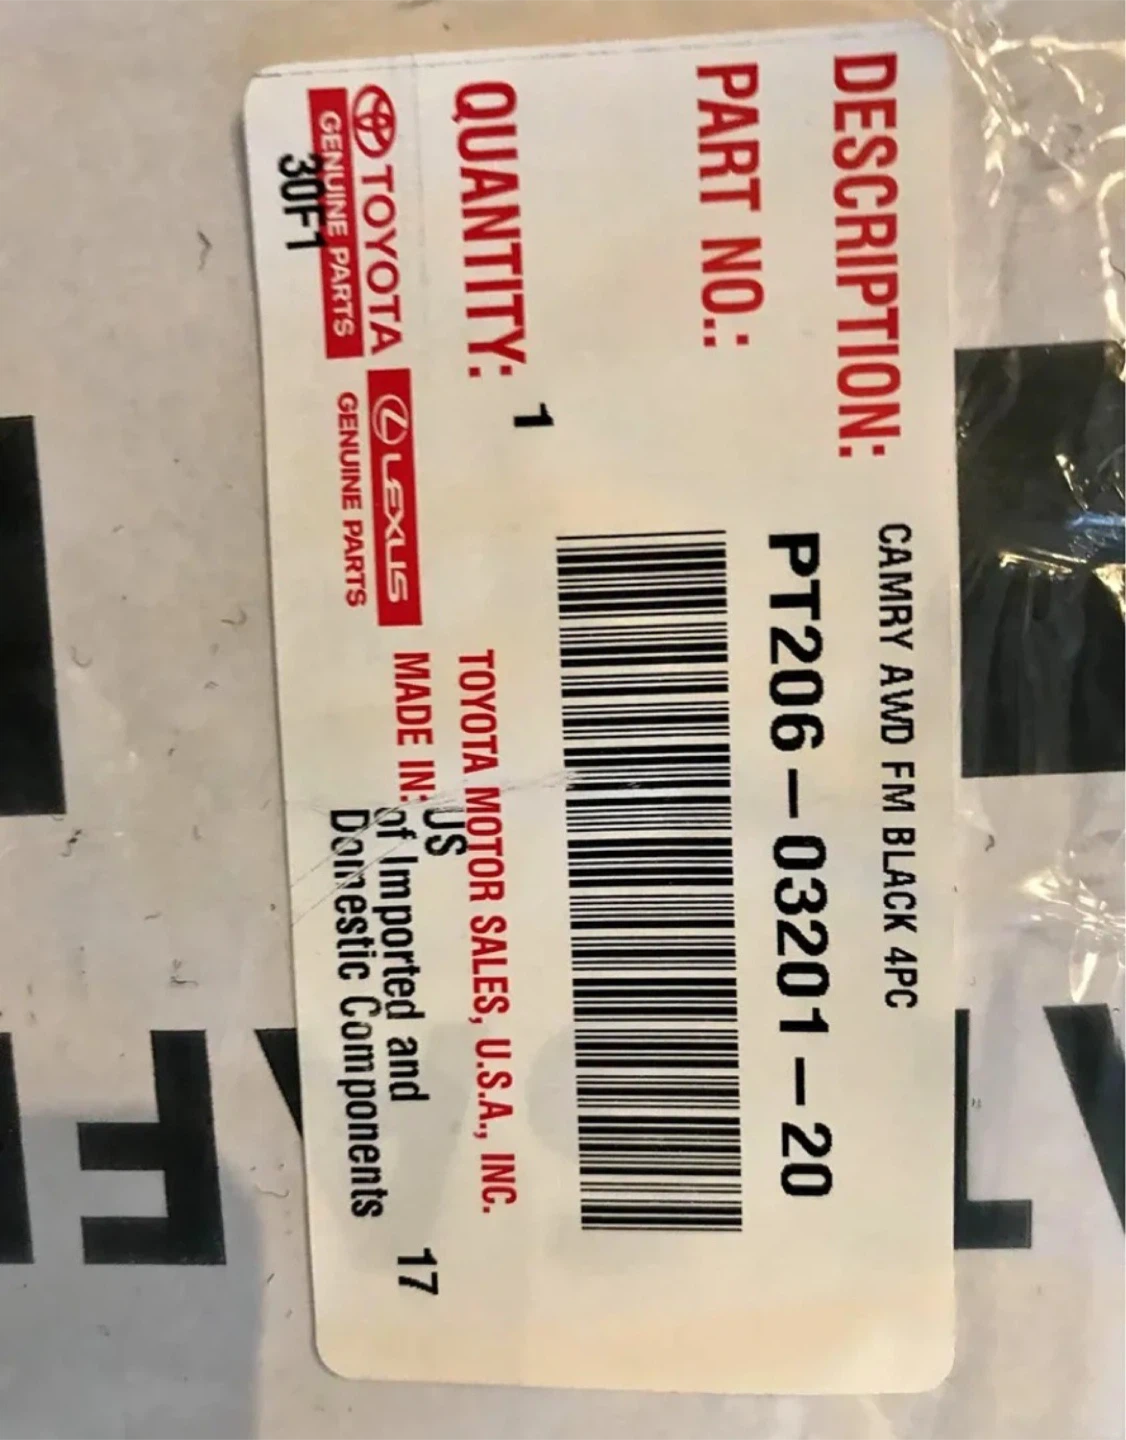 DESCRIPTION: CAMRY AWD FM BLACK 4PC
PART NO.: PT206-03201-20
QUANTITY: 1
TOYOTA MOTOR SALES, U.S.A., INC.
TOYOTA
GENUINE PARTS
LEXUS
GENUINE PARTS
MADE IN: US
of Imported and
Domestic Components
17
30F1